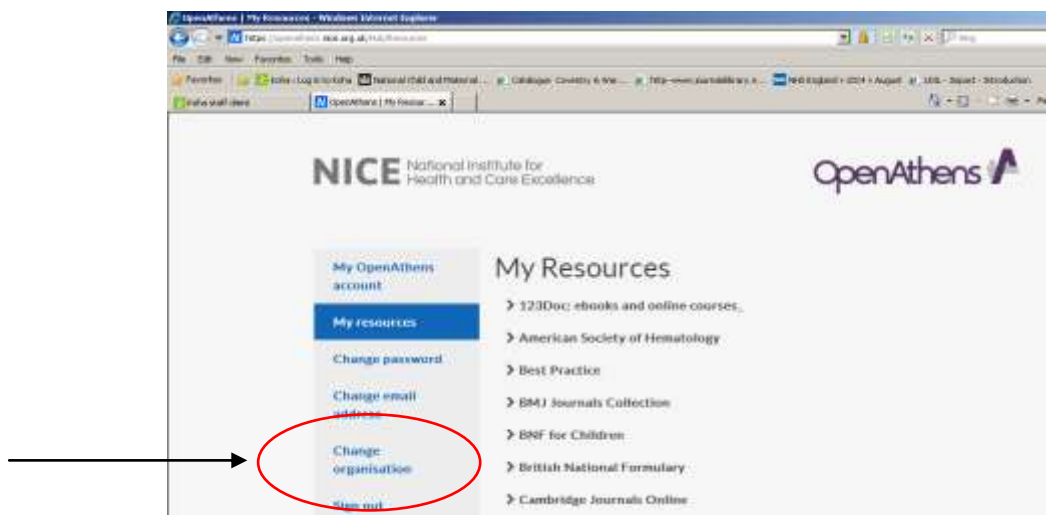 OpenAthens | My Resources - Windows Internet Explorer
File Edit View Favorites Tools Help
Favorites
OpenAthens | My Resour...
NICE National Institute for
Health and Care Excellence
OpenAthens
My OpenAthens
account
My resources
Change password
Change email
address
Change
organisation
Sign out
My Resources
123Doc: ebooks and online courses.
American Society of Hematology
Best Practice
BMJ Journals Collection
BNF for Children
British National Formulary
Cambridge Journals Online